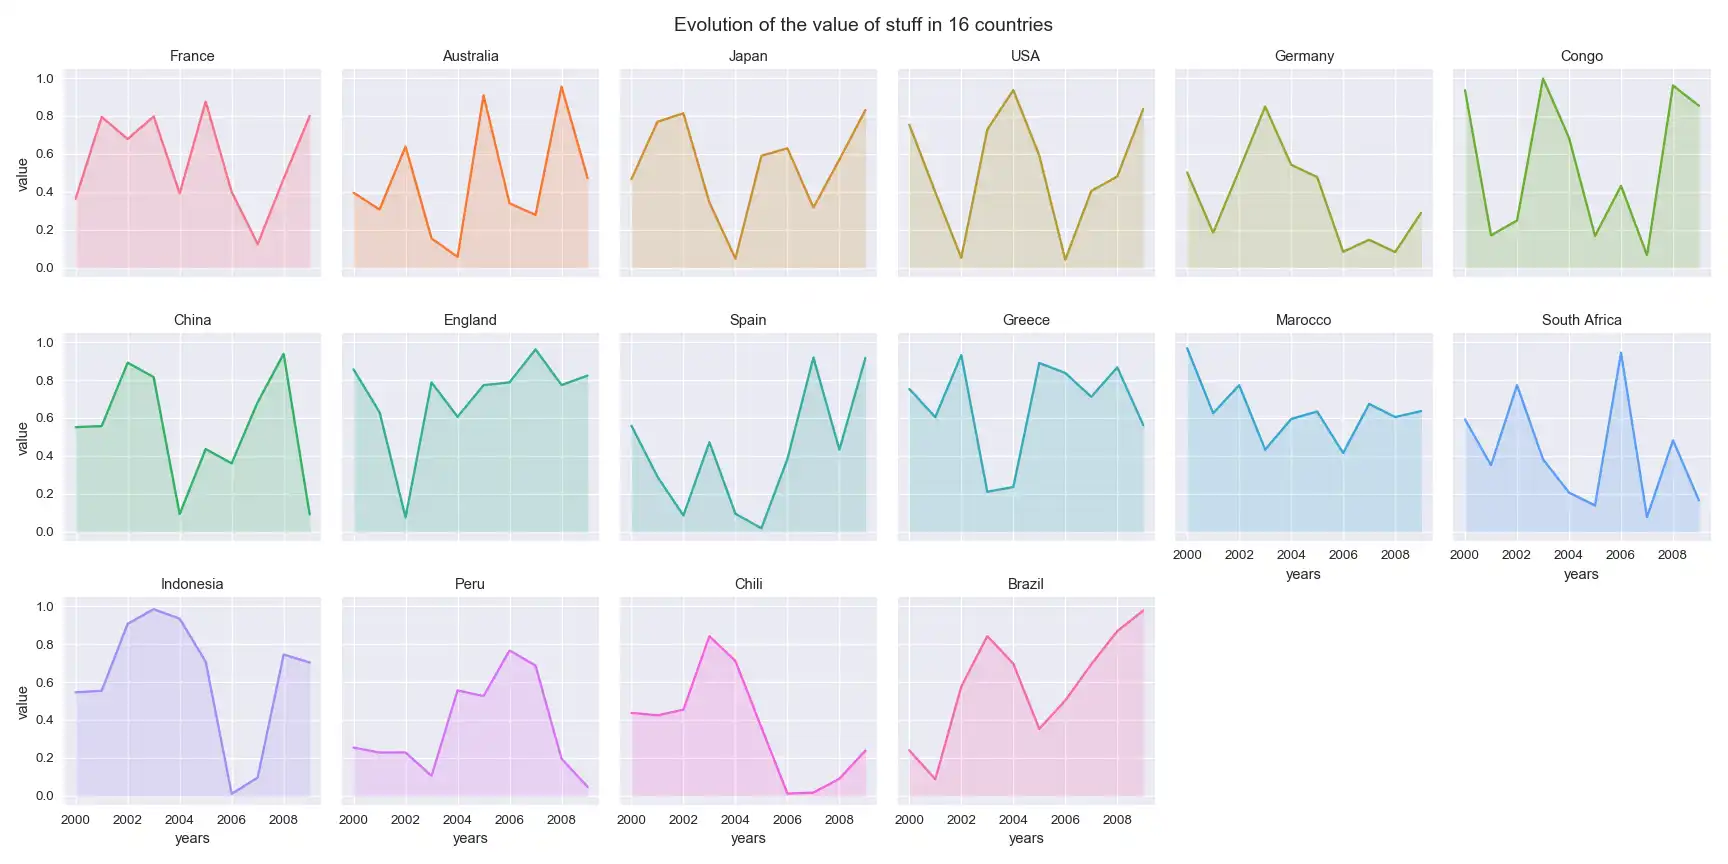 Evolution of the value of stuff in 16 countries
France Australia Japan USA Germany Congo
1.0
0.8
0.6
0.4
0.2
0.0
value
China England Spain Greece Marocco South Africa
1.0
0.8
0.6
0.4
0.2
0.0
value
2000 2002 2004 2006 2008 2000 2002 2004 2006 2008
years years
Indonesia Peru Chili Brazil
1.0
0.8
0.6
0.4
0.2
0.0
value
2000 2002 2004 2006 2008 2000 2002 2004 2006 2008 2000 2002 2004 2006 2008 2000 2002 2004 2006 2008
years years years years